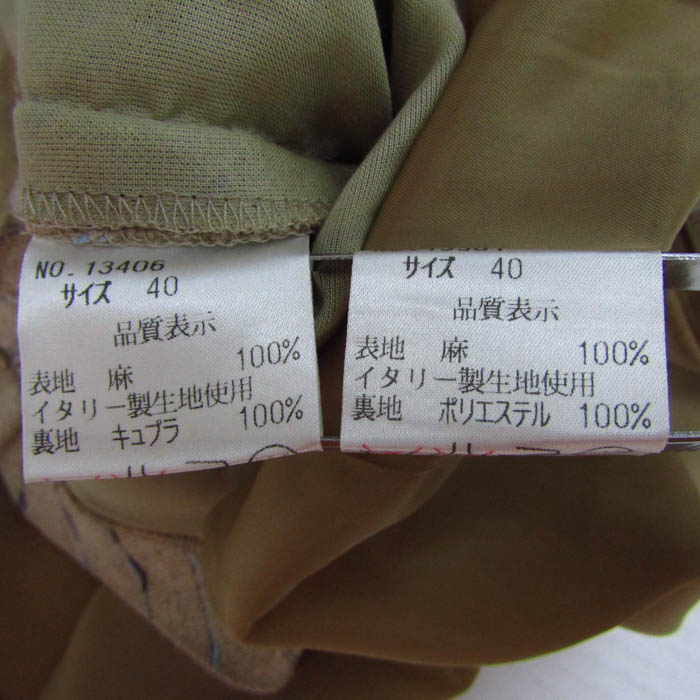 NO. 13406
サイズ 40
品質表示
表地 麻 100%
イタリー製生地使用
裏地 キュプラ 100%
サイズ 40
品質表示
表地 麻 100%
イタリー製生地使用
裏地 ポリエステル 100%